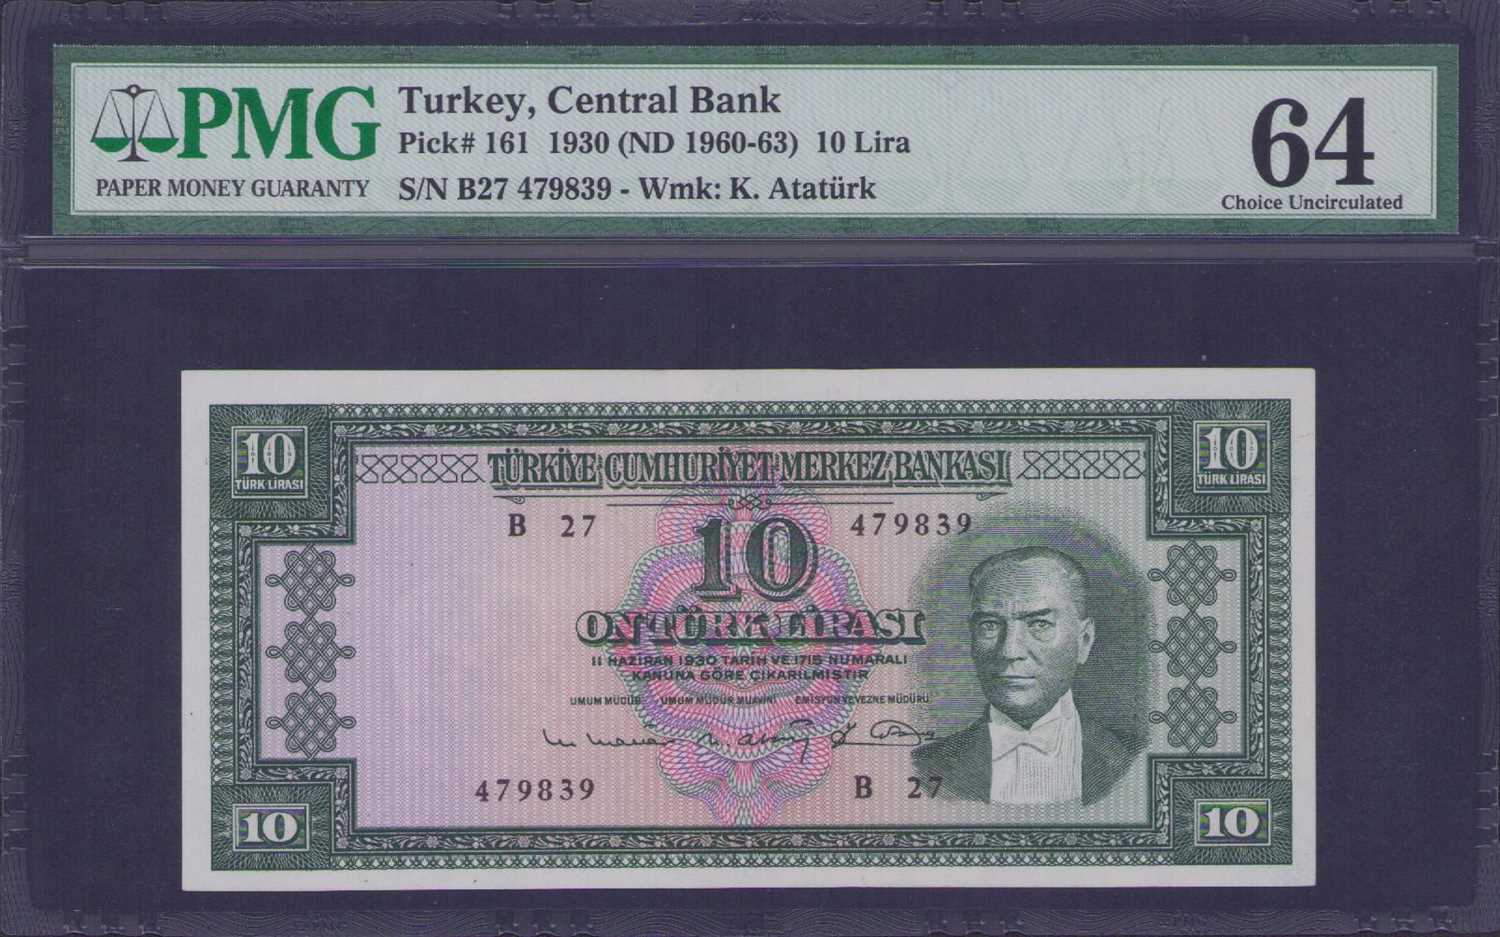 PMG
PAPER MONEY GUARANTY
Turkey, Central Bank
Pick# 161 1930 (ND 1960-63) 10 Lira
S/N B27 479839 - Wmk: K. Atatürk
64
Choice Uncirculated
10
TÜRK LİRASI
TÜRKİYE CUMHURİYET MERKEZ BANKASI
10
TÜRK LİRASI
B 27
479839
10
ON TÜRK LİRASI
11 HAZİRAN 1930 TARİH VE 1715 NUMARALI
KANUNA GÖRE ÇIKARILMIŞTIR
UMUM MÜDÜR UMUM MÜDÜR MUAVİNİ EMİSYON VE VEZNE MÜDÜRÜ
479839
B 27
10
10